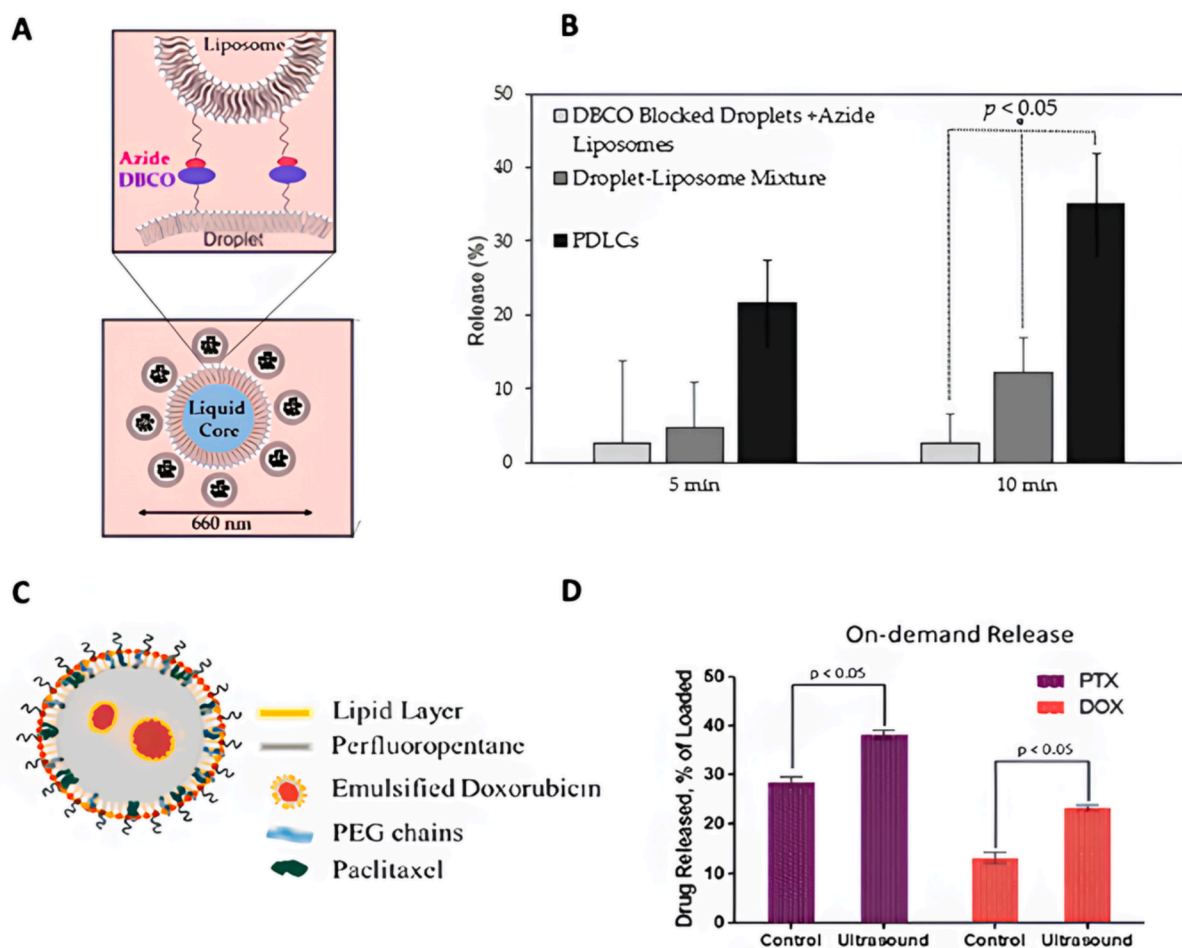 A
Liposome
Azide
DBCO
Droplet
Liquid
Core
660 nm
B
50
40
30
20
10
0
Release (%)
DBCO Blocked Droplets +Azide
Liposomes
Droplet-Liposome Mixture
PDLCs
p < 0.05
5 min
10 min
C
Lipid Layer
Perfluoropentane
Emulsified Doxorubicin
PEG chains
Paclitaxel
D
On-demand Release
Drug Released, % of Loaded
50
40
30
20
10
0
p < 0.05
PTX
DOX
p < 0.05
Control
Ultrasound
Control
Ultrasound